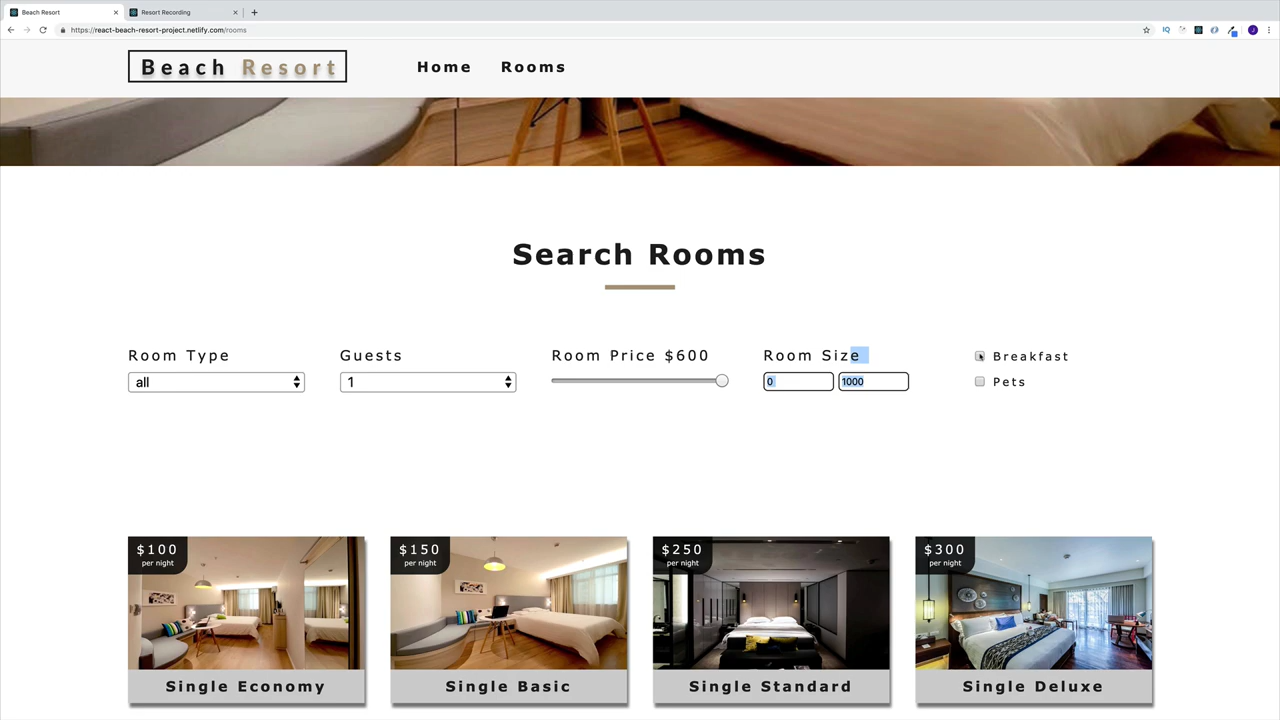 Beach Resort
Resort Recording
https://react-beach-resort-project.netlify.com/rooms
IQ
J
Beach Resort
Home
Rooms
Search Rooms
Room Type
Guests
Room Price $600
Room Size
Breakfast
all
1
0
1000
Pets
$100
per night
$150
per night
$250
per night
$300
per night
Single Economy
Single Basic
Single Standard
Single Deluxe